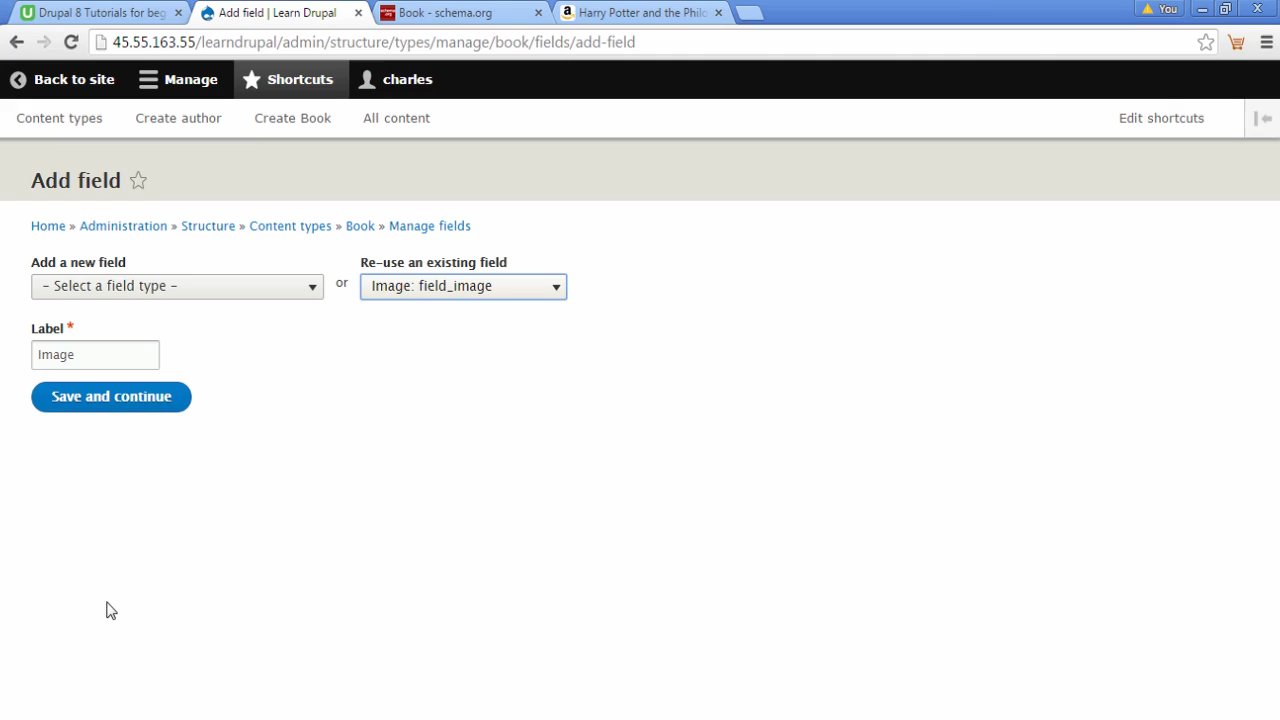 Drupal 8 Tutorials for beg
Add field | Learn Drupal
Book - schema.org
Harry Potter and the Philo
You
45.55.163.55/learndrupal/admin/structure/types/manage/book/fields/add-field
Back to site
Manage
Shortcuts
charles
Content types
Create author
Create Book
All content
Edit shortcuts
Add field
Home » Administration » Structure » Content types » Book » Manage fields
Add a new field
Re-use an existing field
- Select a field type -
or
Image: field_image
Label *
Image
Save and continue